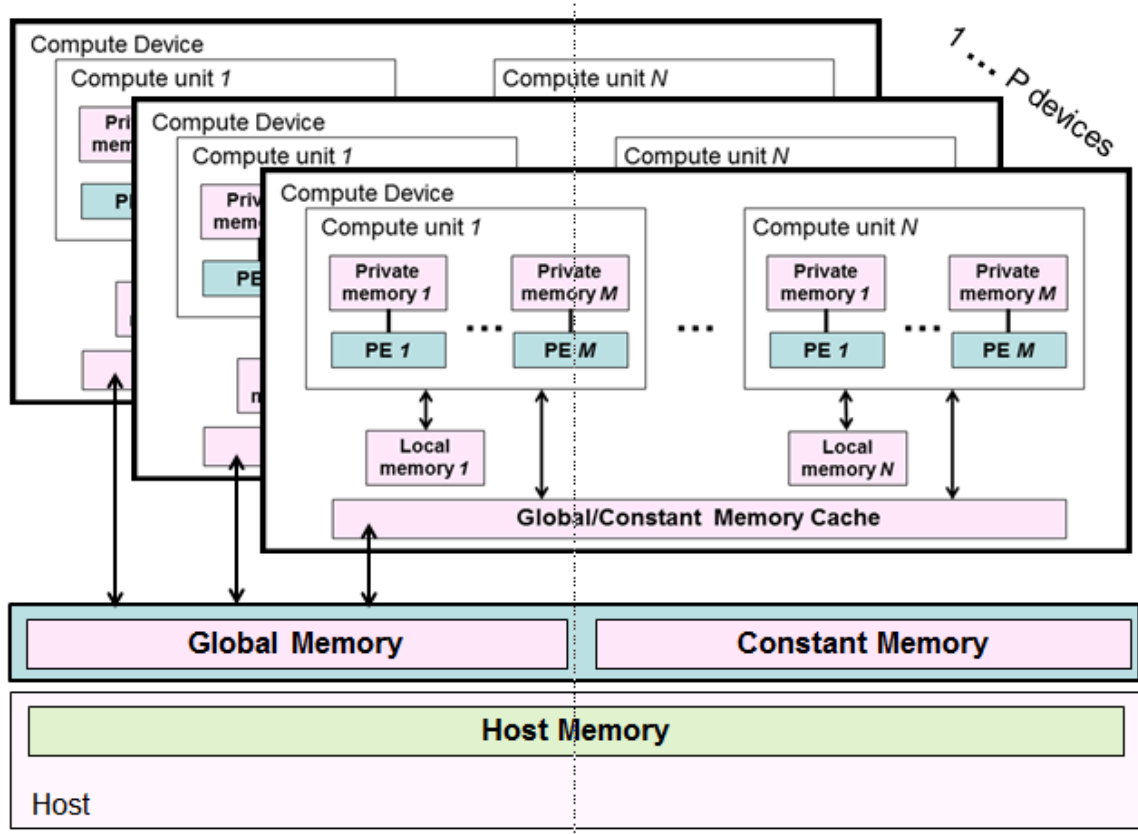 Compute Device
Compute unit 1
Compute unit N
1 ... P devices
Compute Device
Compute unit 1
Compute unit N
Compute Device
Compute unit 1
Compute unit N
Private memory 1
Private memory M
Private memory 1
Private memory M
PE 1
...
PE M
...
PE 1
...
PE M
Local memory 1
Local memory N
Global/Constant Memory Cache
Global Memory
Constant Memory
Host Memory
Host